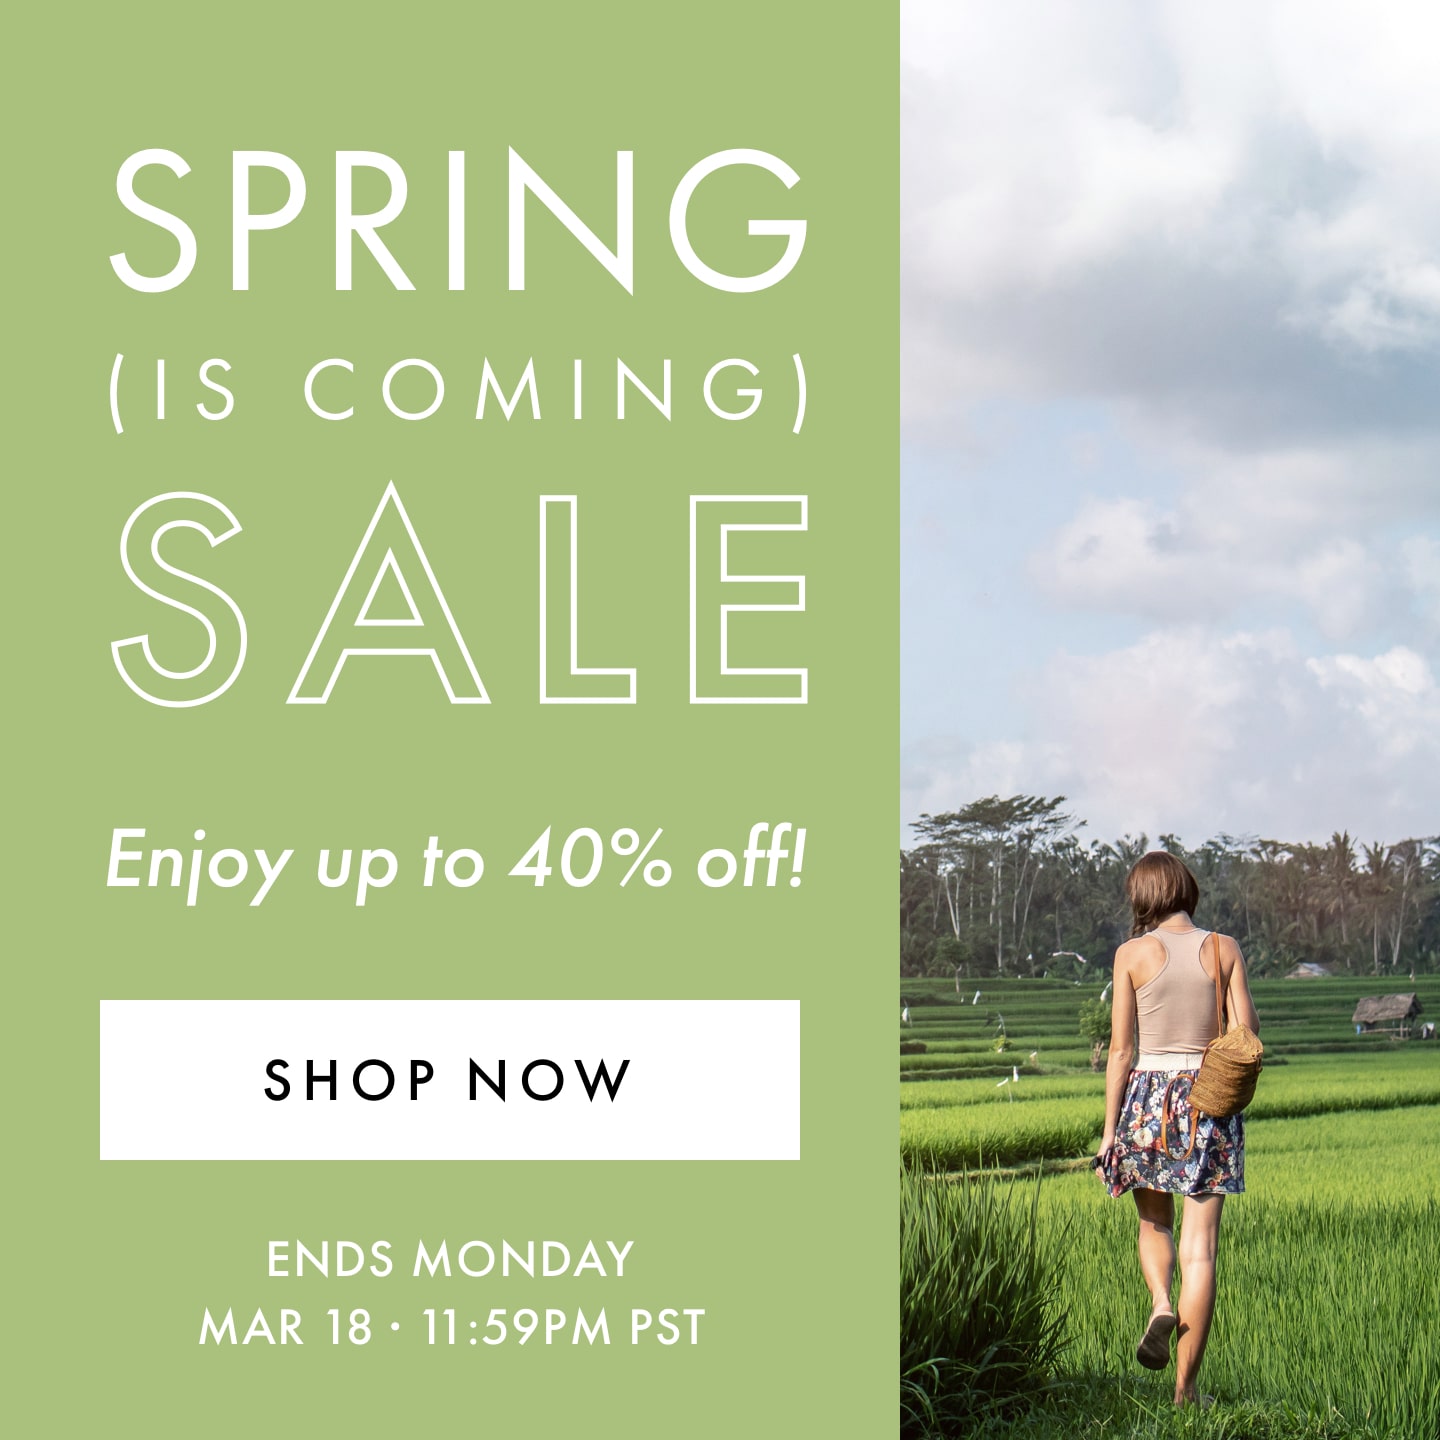 SPRING
(IS COMING)
SALE
Enjoy up to 40% off!
SHOP NOW
ENDS MONDAY
MAR 18 · 11:59PM PST